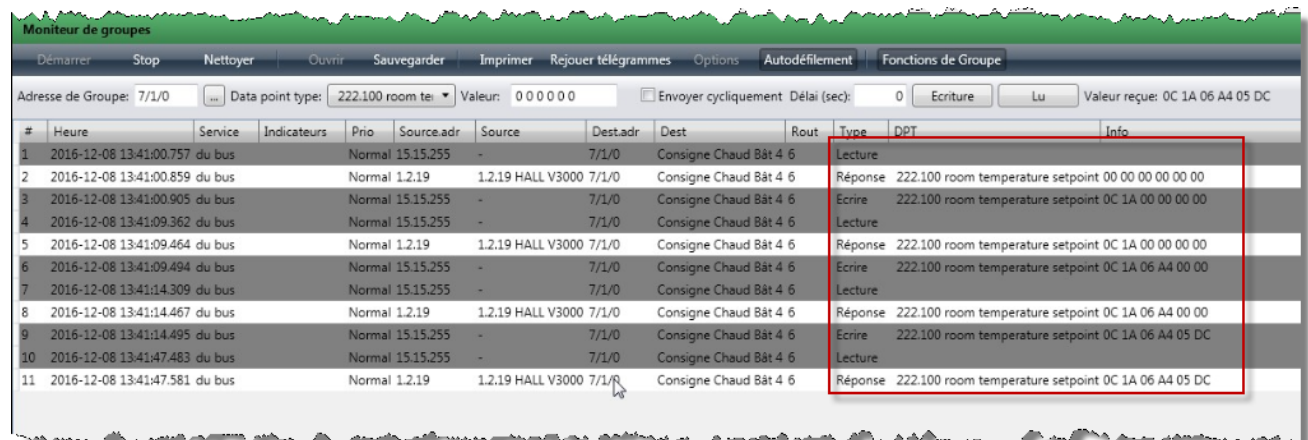 Moniteur de groupes
Démarrer Stop Nettoyer Ouvrir Sauvegarder Imprimer Rejouer télégrammes Options Autodéfilement Fonctions de Groupe
Adresse de Groupe: 7/1/0 ... Data point type: 222.100 room te Valeur: 0 0 0 0 0 0 Envoyer cycliquement Délai (sec): 0 Ecriture Lu Valeur reçue: 0C 1A 06 A4 05 DC
# Heure Service Indicateurs Prio Source.adr Source Dest.adr Dest Rout Type DPT Info
1 2016-12-08 13:41:00.757 du bus Normal 15.15.255 - 7/1/0 Consigne Chaud Bât 4 6 Lecture
2 2016-12-08 13:41:00.859 du bus Normal 1.2.19 1.2.19 HALL V3000 7/1/0 Consigne Chaud Bât 4 6 Réponse 222.100 room temperature setpoint 00 00 00 00 00 00
3 2016-12-08 13:41:00.905 du bus Normal 15.15.255 - 7/1/0 Consigne Chaud Bât 4 6 Ecrire 222.100 room temperature setpoint 0C 1A 00 00 00 00
4 2016-12-08 13:41:09.362 du bus Normal 15.15.255 - 7/1/0 Consigne Chaud Bât 4 6 Lecture
5 2016-12-08 13:41:09.464 du bus Normal 1.2.19 1.2.19 HALL V3000 7/1/0 Consigne Chaud Bât 4 6 Réponse 222.100 room temperature setpoint 0C 1A 00 00 00 00
6 2016-12-08 13:41:09.494 du bus Normal 15.15.255 - 7/1/0 Consigne Chaud Bât 4 6 Ecrire 222.100 room temperature setpoint 0C 1A 06 A4 00 00
7 2016-12-08 13:41:14.309 du bus Normal 15.15.255 - 7/1/0 Consigne Chaud Bât 4 6 Lecture
8 2016-12-08 13:41:14.467 du bus Normal 1.2.19 1.2.19 HALL V3000 7/1/0 Consigne Chaud Bât 4 6 Réponse 222.100 room temperature setpoint 0C 1A 06 A4 00 00
9 2016-12-08 13:41:14.495 du bus Normal 15.15.255 - 7/1/0 Consigne Chaud Bât 4 6 Ecrire 222.100 room temperature setpoint 0C 1A 06 A4 05 DC
10 2016-12-08 13:41:47.483 du bus Normal 15.15.255 - 7/1/0 Consigne Chaud Bât 4 6 Lecture
11 2016-12-08 13:41:47.581 du bus Normal 1.2.19 1.2.19 HALL V3000 7/1/0 Consigne Chaud Bât 4 6 Réponse 222.100 room temperature setpoint 0C 1A 06 A4 05 DC